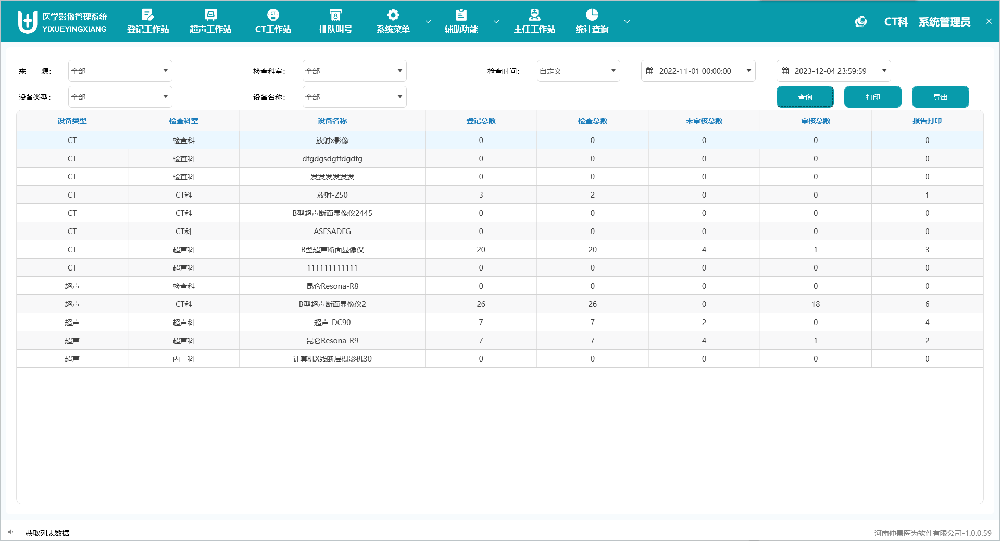 医学影像管理系统
YIXUEYINGXIANG
登记工作站 超声工作站 CT工作站 排队叫号 系统菜单 辅助功能 主任工作站 统计查询
CT
CT科 系统管理员
来 源: 全部 检查科室: 全部 检查时间: 自定义 2022-11-01 00:00:00 2023-12-04 23:59:59
设备类型: 全部 设备名称: 全部 查询 打印 导出
设备类型 检查科室 设备名称 登记总数 检查总数 未审核总数 审核总数 报告打印
CT 检查科 放射x影像 0 0 0 0 0
CT 检查科 dfgdgsdgffdgdfg 0 0 0 0 0
CT 检查科 发发发发发发 0 0 0 0 0
CT CT科 放射-Z50 3 2 0 0 1
CT CT科 B型超声断面显像仪2445 0 0 0 0 0
CT CT科 ASFSADFG 0 0 0 0 0
CT 超声科 B型超声断面显像仪 20 20 4 1 3
CT 超声科 111111111111 0 0 0 0 0
超声 检查科 昆仑Resona-R8 0 0 0 0 0
超声 CT科 B型超声断面显像仪2 26 26 0 18 6
超声 超声科 超声-DC90 7 7 2 0 4
超声 超声科 昆仑Resona-R9 7 7 4 1 2
超声 内一科 计算机X线断层摄影机30 0 0 0 0 0
获取列表数据
河南仲景医为软件有限公司-1.0.0.59